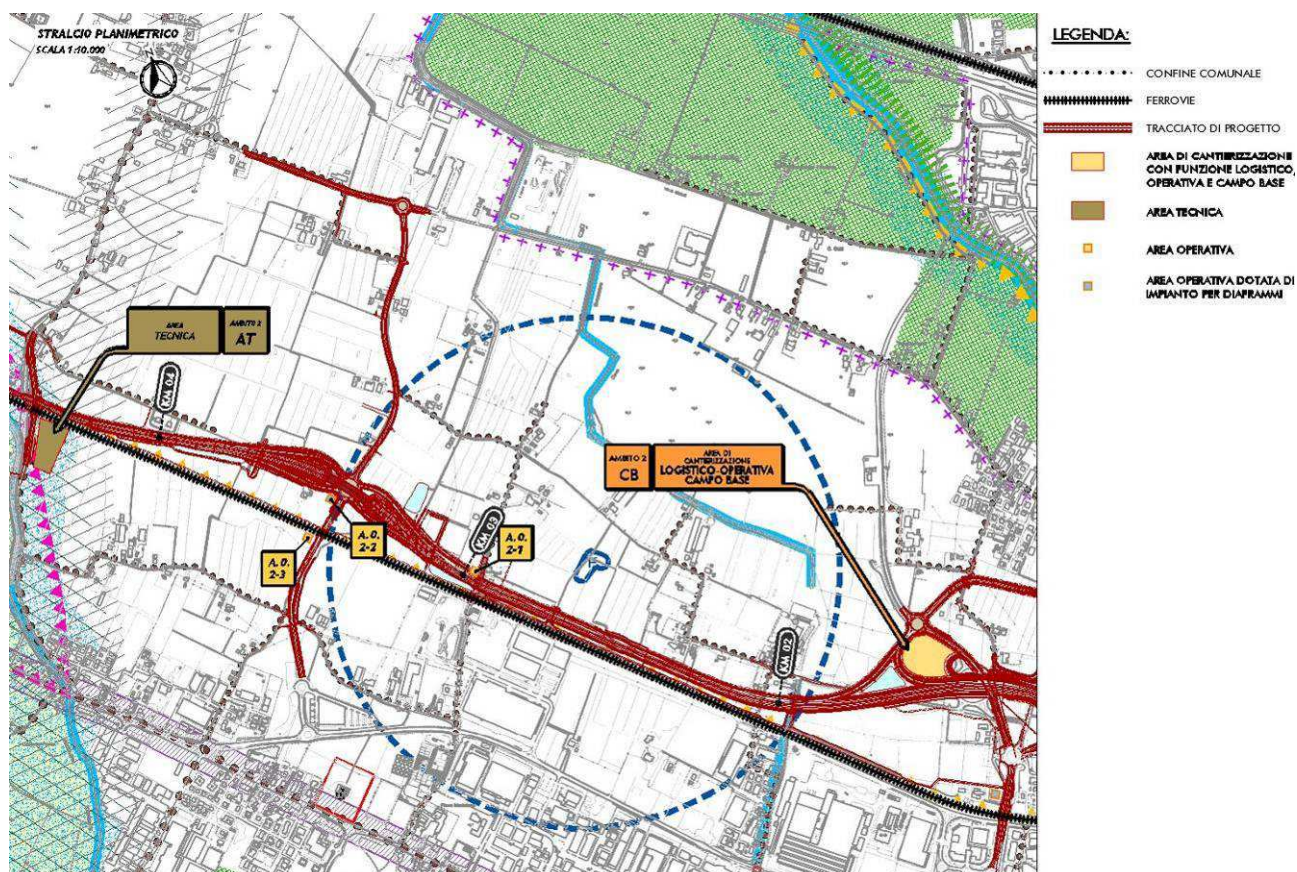 STRALCIO PLANIMETRICO
SCALA 1:10.000
AREA
TECNICA
AMBITO 2
AT
KM 04
A.O.
2-3
A.O.
2-2
KM 03
A.O.
2-1
AMBITO 2
CB
AREA DI
CANTIERIZZAZIONE
LOGISTICO-OPERATIVA
CAMPO BASE
KM 02
LEGENDA:
CONFINE COMUNALE
FERROVIE
TRACCIATO DI PROGETTO
AREA DI CANTIERIZZAZIONE
CON FUNZIONE LOGISTICO,
OPERATIVA E CAMPO BASE
AREA TECNICA
AREA OPERATIVA
AREA OPERATIVA DOTATA DI
IMPIANTO PER DIAFRAMMI